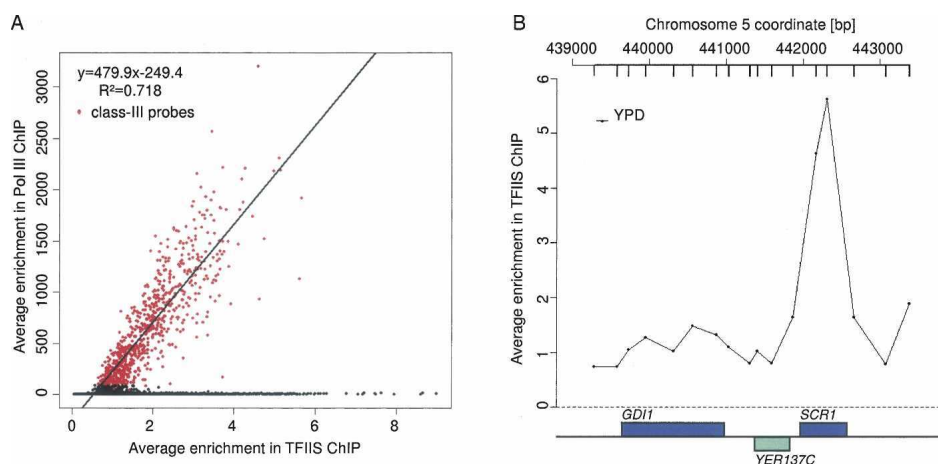 A
y=479.9x-249.4
R²=0.718
class-III probes
Average enrichment in Pol III ChIP
0 500 1000 1500 2000 2500 3000
0 2 4 6 8
Average enrichment in TFIIS ChIP
B
Chromosome 5 coordinate [bp]
439000 440000 441000 442000 443000
YPD
Average enrichment in TFIIS ChIP
0 1 2 3 4 5 6
GDI1
SCR1
YER137C